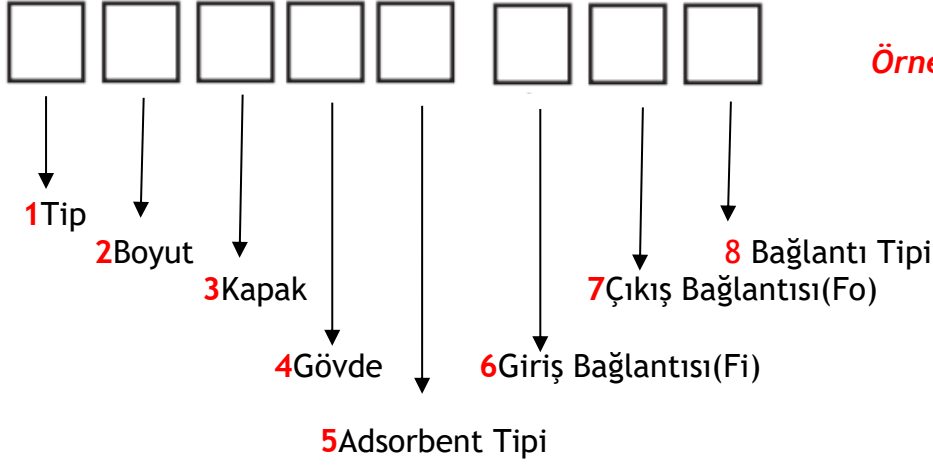 Örne
1Tip
2Boyut
8 Bağlantı Tipi
3Kapak
7Çıkış Bağlantısı(Fo)
4Gövde
6Giriş Bağlantısı(Fi)
5Adsorbent Tipi